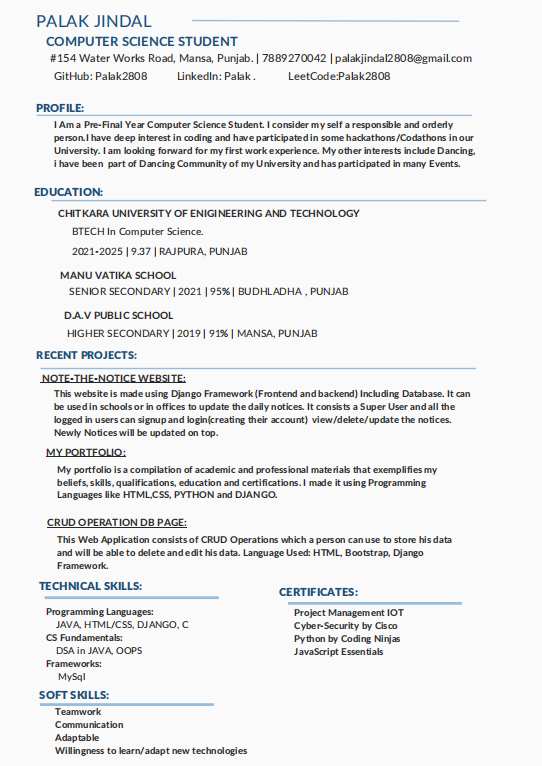 PALAK JINDAL
COMPUTER SCIENCE STUDENT
#154 Water Works Road, Mansa, Punjab. | 7889270042 | palakjindal2808@gmail.com
GitHub: Palak2808 LinkedIn: Palak . LeetCode:Palak2808
PROFILE:
I Am a Pre-Final Year Computer Science Student. I consider my self a responsible and orderly
person.I have deep interest in coding and have participated in some hackathons/Codathons in our
University. I am looking forward for my first work experience. My other interests include Dancing,
i have been part of Dancing Community of my University and has participated in many Events.
EDUCATION:
CHITKARA UNIVERSITY OF ENIGINEERING AND TECHNOLOGY
BTECH In Computer Science.
2021-2025 | 9.37 | RAJPURA, PUNJAB
MANU VATIKA SCHOOL
SENIOR SECONDARY | 2021 | 95% | BUDHLADHA , PUNJAB
D.A.V PUBLIC SCHOOL
HIGHER SECONDARY | 2019 | 91% | MANSA, PUNJAB
RECENT PROJECTS:
NOTE-THE-NOTICE WEBSITE:
This website is made using Django Framework (Frontend and backend) Including Database. It can
be used in schools or in offices to update the daily notices. It consists a Super User and all the
logged in users can signup and login(creating their account) view/delete/update the notices.
Newly Notices will be updated on top.
MY PORTFOLIO:
My portfolio is a compilation of academic and professional materials that exemplifies my
beliefs, skills, qualifications, education and certifications. I made it using Programming
Languages like HTML,CSS, PYTHON and DJANGO.
CRUD OPERATION DB PAGE:
This Web Application consists of CRUD Operations which a person can use to store his data
and will be able to delete and edit his data. Language Used: HTML, Bootstrap, Django
Framework.
TECHNICAL SKILLS:
Programming Languages:
JAVA, HTML/CSS, DJANGO, C
CS Fundamentals:
DSA in JAVA, OOPS
Frameworks:
MySql
SOFT SKILLS:
Teamwork
Communication
Adaptable
Willingness to learn/adapt new technologies
CERTIFICATES:
Project Management IOT
Cyber-Security by Cisco
Python by Coding Ninjas
JavaScript Essentials